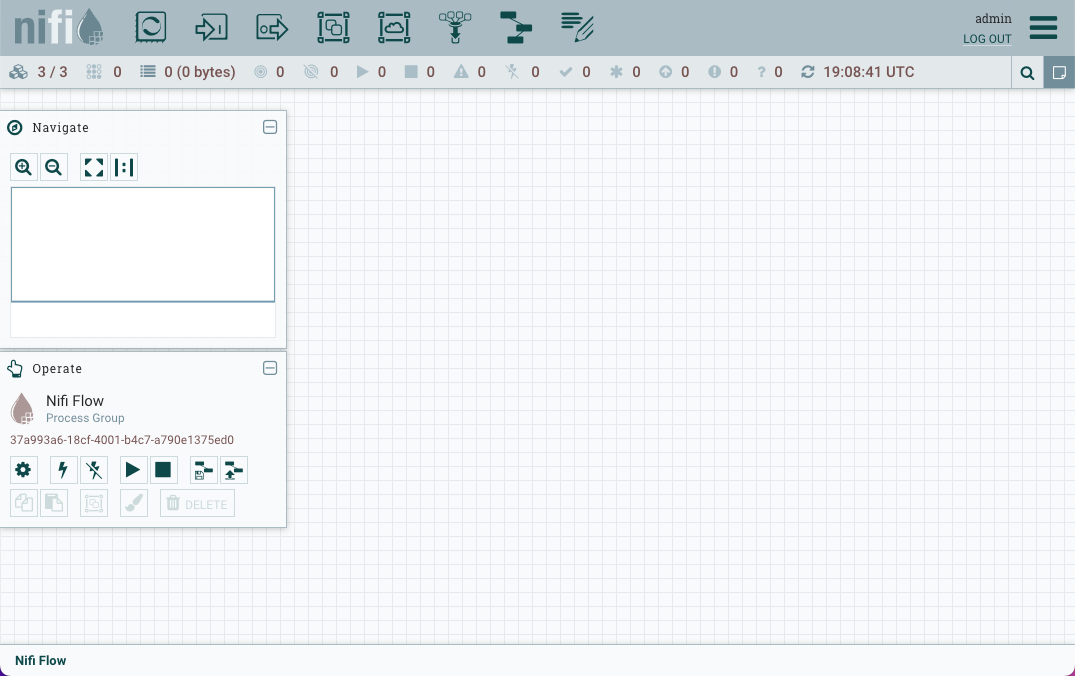 nifi
admin
LOG OUT
3 / 3 0 0 (0 bytes) 0 0 0 0 0 0 0 0 0 0 0 19:08:41 UTC
Navigate
Operate
Nifi Flow
Process Group
37a993a6-18cf-4001-b4c7-a790e1375ed0
DELETE
Nifi Flow